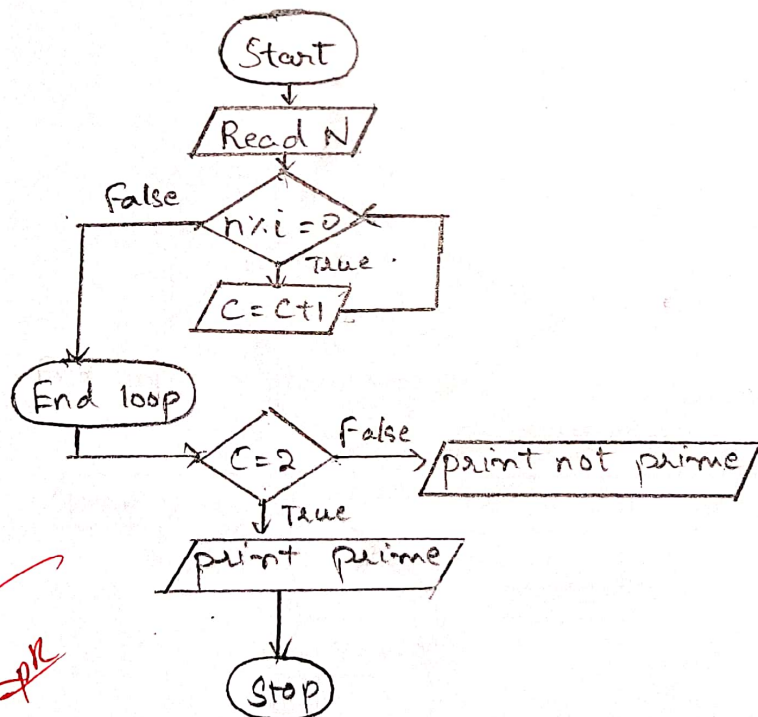 Start
Read N
False
n%i=0
True
C=C+1
End loop
C=2
False
print not prime
True
print prime
Stop